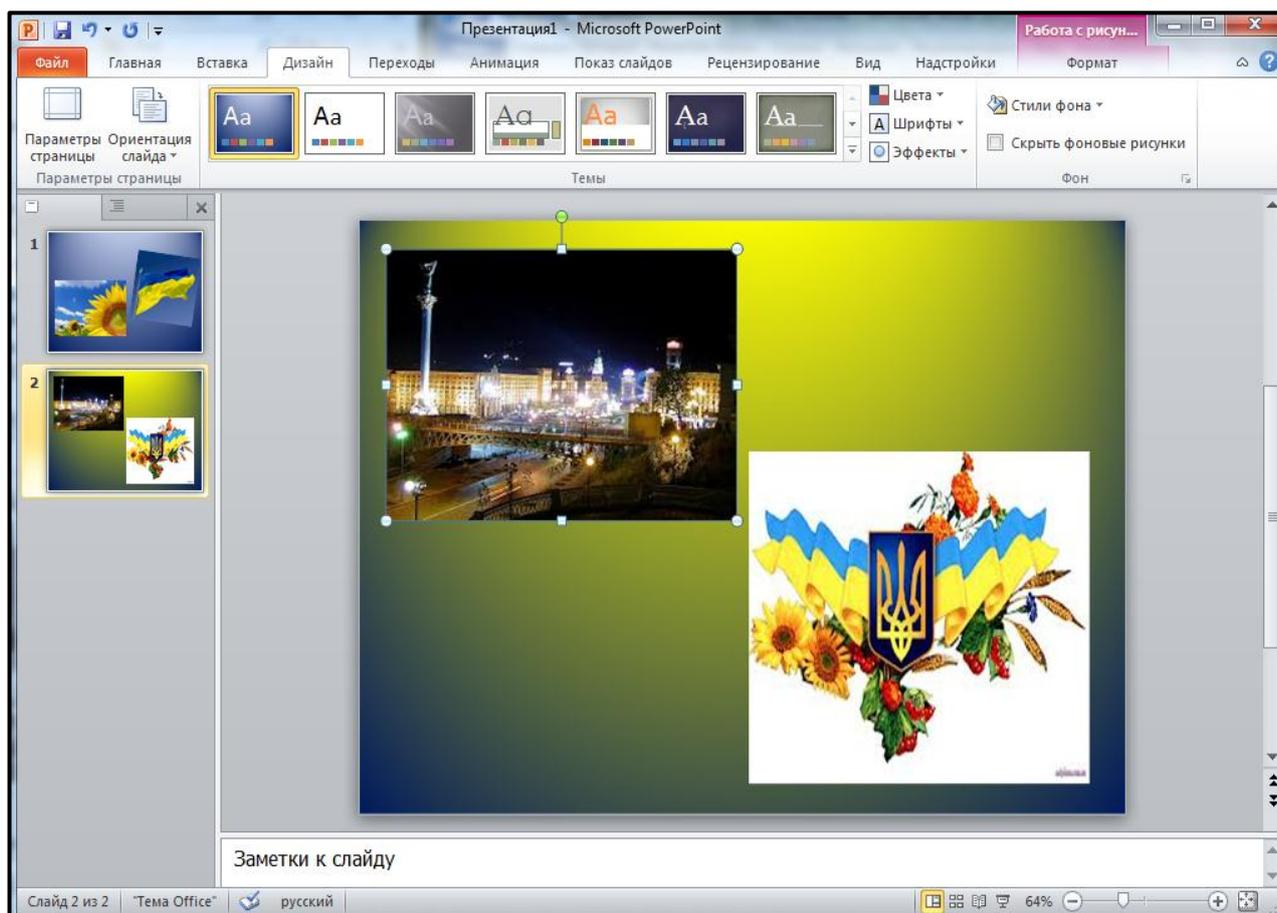 Презентация1 - Microsoft PowerPoint
Работа с рисун...
Файл Главная Вставка Дизайн Переходы Анимация Показ слайдов Рецензирование Вид Надстройки Формат
Параметры страницы
Ориентация слайда
Aa Aa Aa Aa Aa Aa Aa
Цвета
Шрифты
Эффекты
Стили фона
Скрыть фоновые рисунки
Параметры страницы Темы Фон
1
2
Заметки к слайду
Слайд 2 из 2 "Тема Office" русский 64%